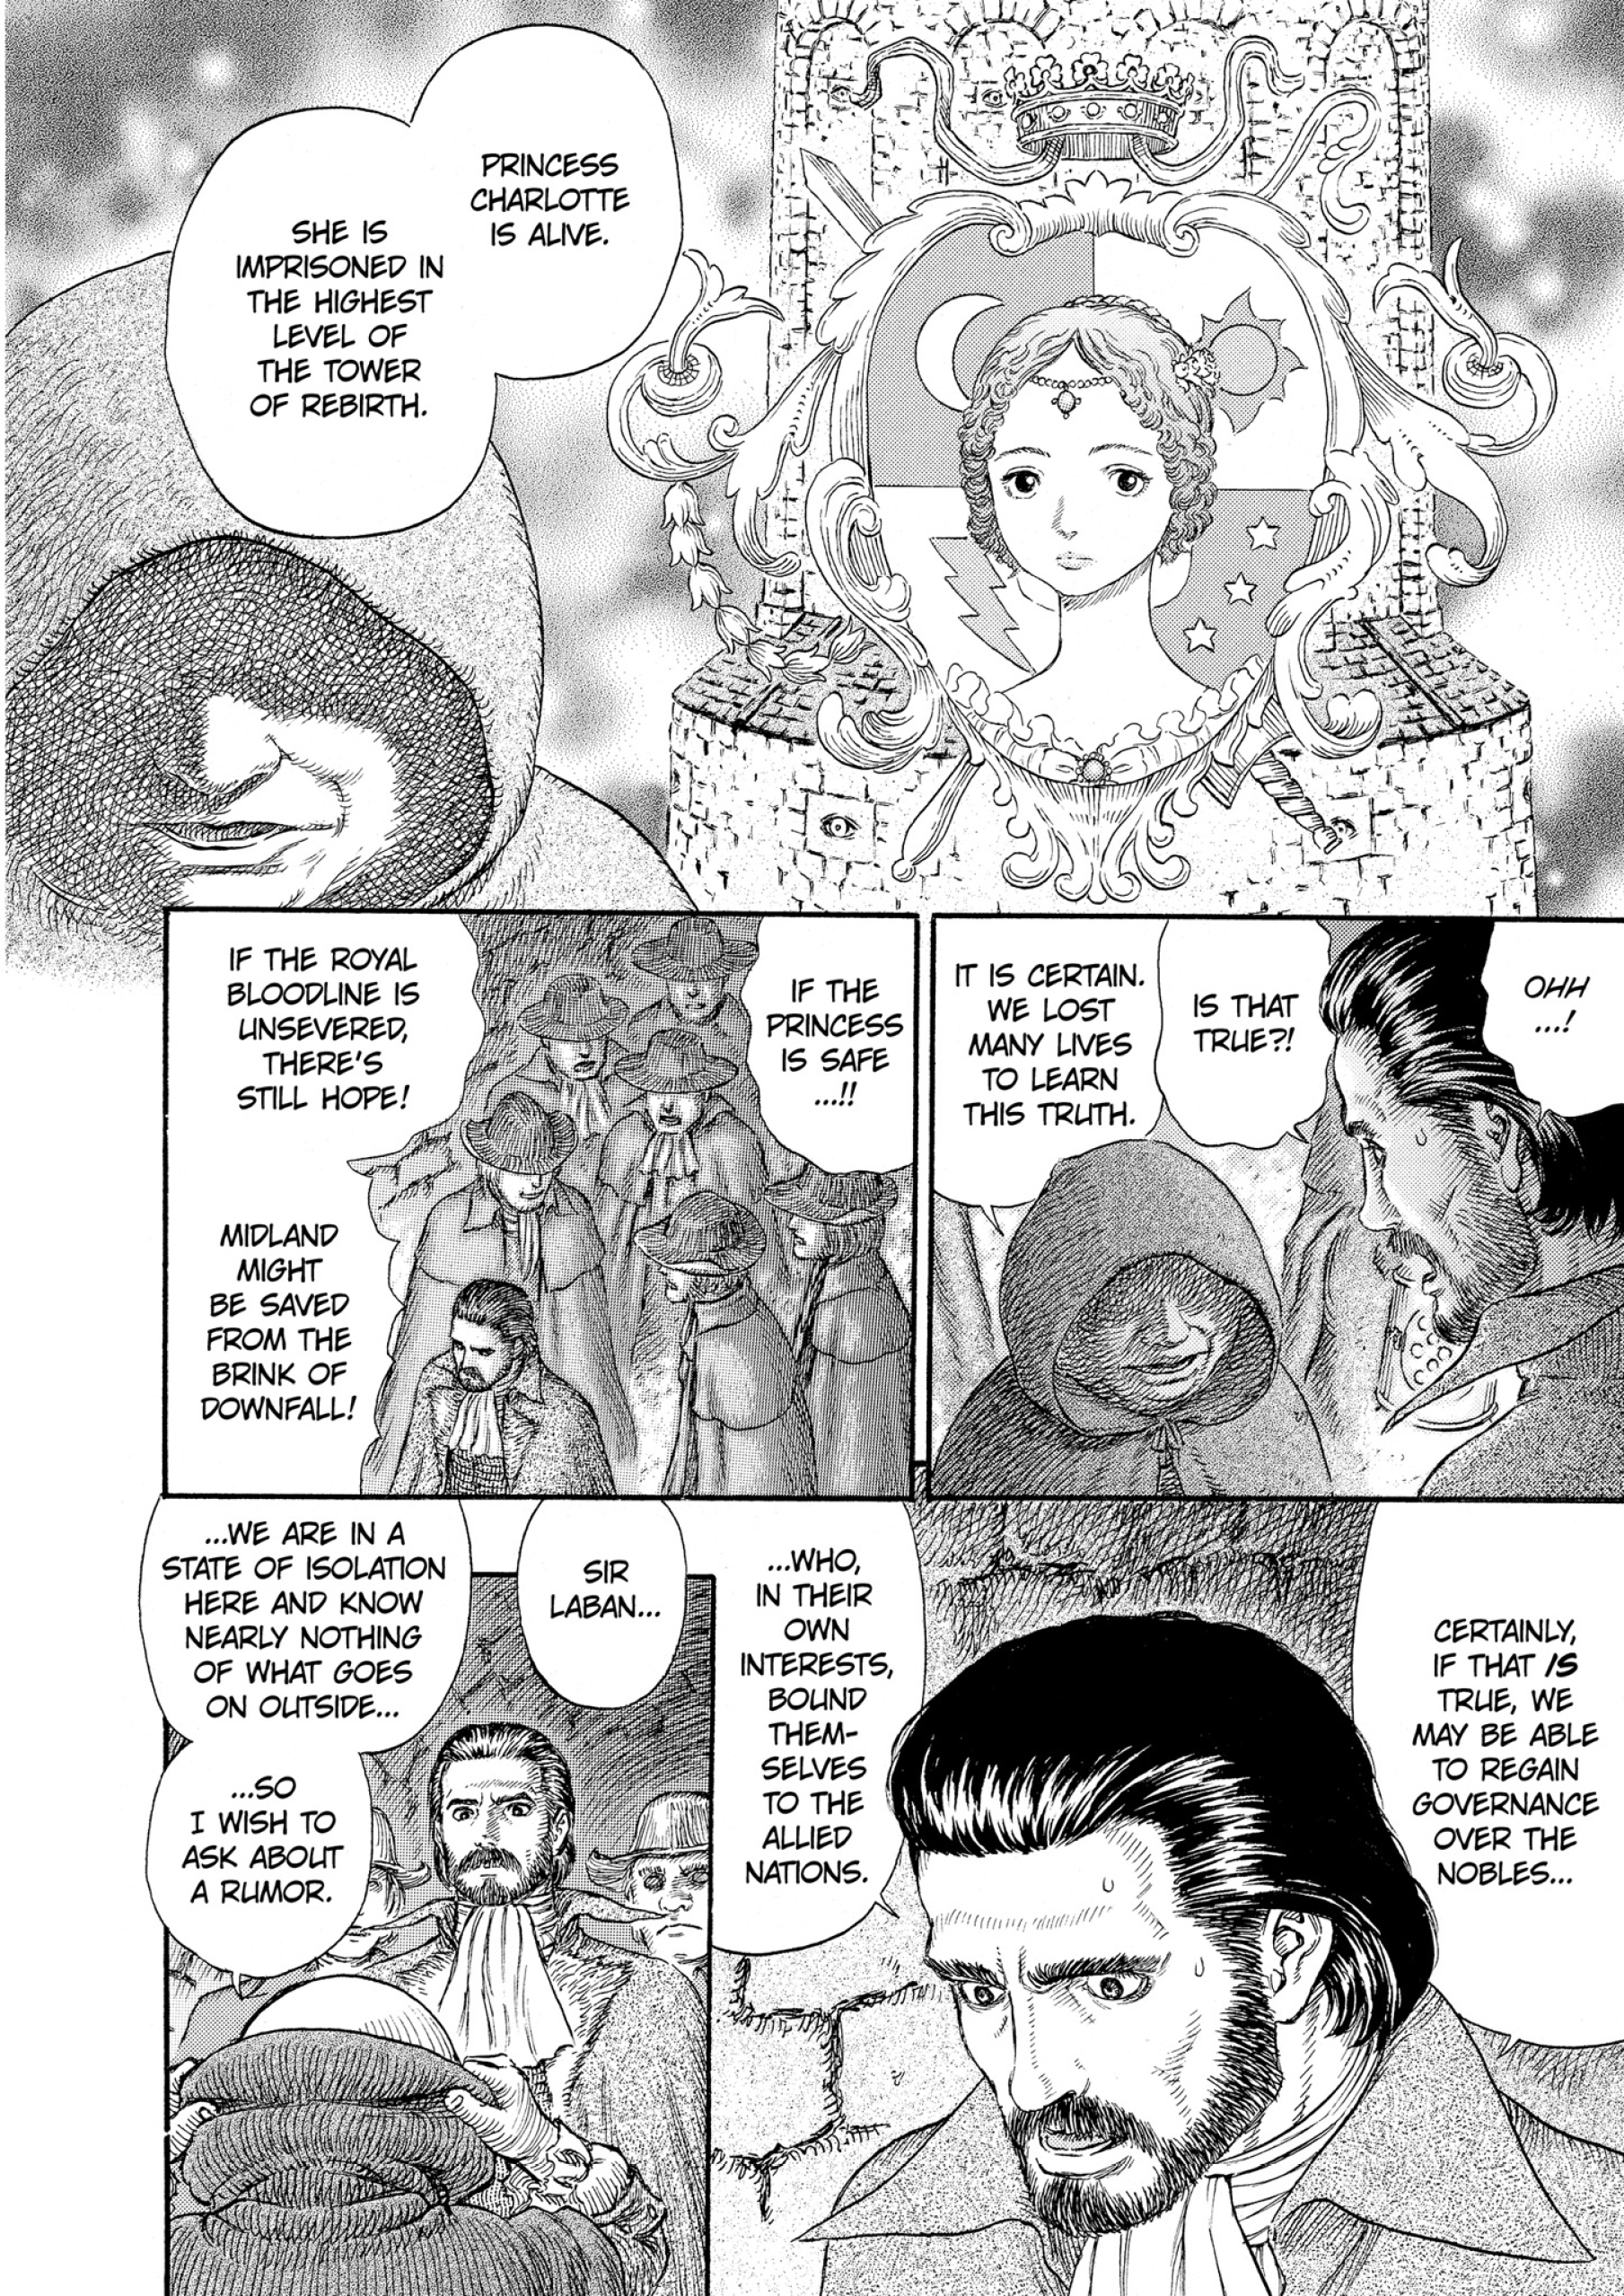 PRINCESS
CHARLOTTE
IS ALIVE.
SHE IS
IMPRISONED IN
THE HIGHEST
LEVEL OF
THE TOWER
OF REBIRTH.
OHH
...!
IS THAT
TRUE?!
IT IS CERTAIN.
WE LOST
MANY LIVES
TO LEARN
THIS TRUTH.
IF THE
PRINCESS
IS SAFE
...!!
IF THE ROYAL
BLOODLINE IS
UNSEVERED,
THERE'S
STILL HOPE!
MIDLAND
MIGHT
BE SAVED
FROM THE
BRINK OF
DOWNFALL!
CERTAINLY,
IF THAT IS
TRUE, WE
MAY BE ABLE
TO REGAIN
GOVERNANCE
OVER THE
NOBLES...
...WHO,
IN THEIR
OWN
INTERESTS,
BOUND
THEM-
SELVES
TO THE
ALLIED
NATIONS.
SIR
LABAN...
...WE ARE IN A
STATE OF ISOLATION
HERE AND KNOW
NEARLY NOTHING
OF WHAT GOES
ON OUTSIDE...
...SO
I WISH TO
ASK ABOUT
A RUMOR.